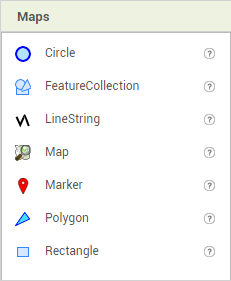 Maps
Circle ?
FeatureCollection ?
LineString ?
Map ?
Marker ?
Polygon ?
Rectangle ?